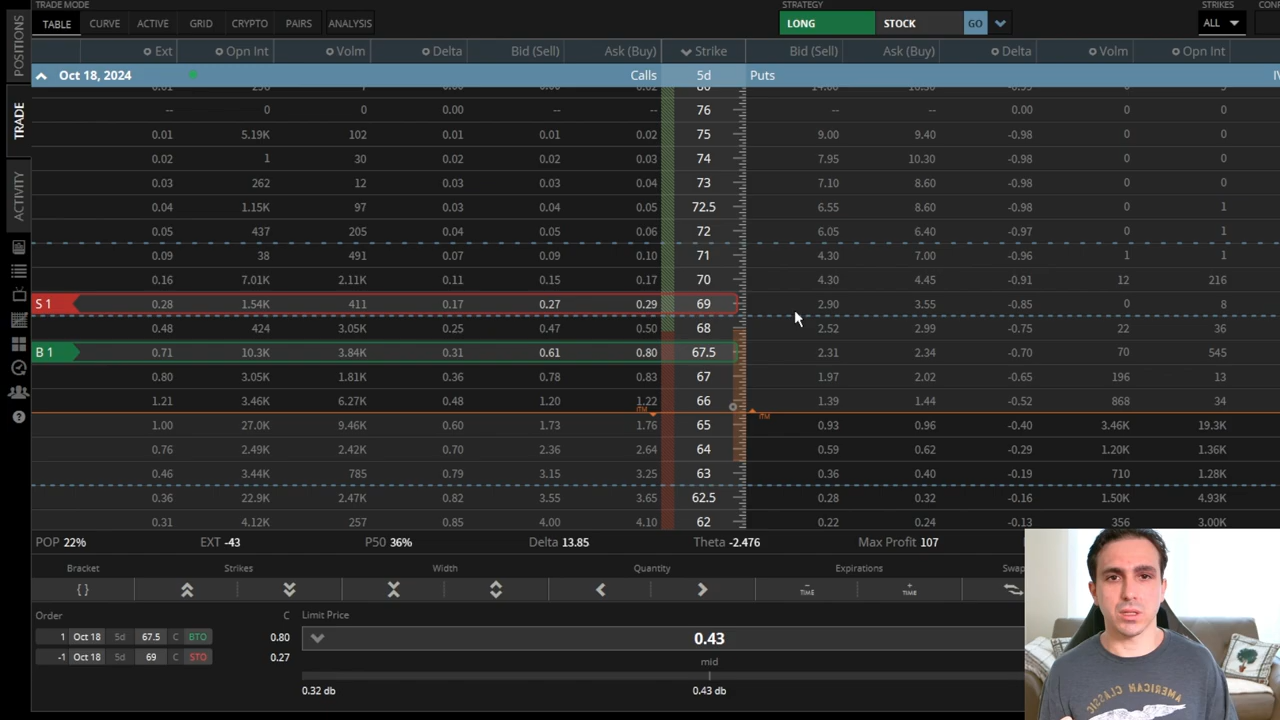 TRADE MODE
STRATEGY
STRIKES
TABLE CURVE ACTIVE GRID CRYPTO PAIRS ANALYSIS LONG STOCK GO ALL
POSITIONS
TRADE
ACTIVITY
Ext Opn Int Volm Delta Bid (Sell) Ask (Buy) Strike Bid (Sell) Ask (Buy) Delta Volm Opn Int
Oct 18, 2024 Calls 5d Puts
-- 0 0 0.00 -- -- 76 -- -- 0.00 0 0
0.01 5.19K 102 0.01 0.01 0.02 75 9.00 9.40 -0.98 0 0
0.02 1 30 0.02 0.02 0.03 74 7.95 10.30 -0.98 0 0
0.03 262 12 0.03 0.03 0.04 73 7.10 8.60 -0.98 0 0
0.04 1.15K 97 0.03 0.04 0.05 72.5 6.55 8.60 -0.98 0 1
0.05 437 205 0.04 0.05 0.06 72 6.05 6.40 -0.97 0 1
0.09 38 491 0.07 0.09 0.10 71 4.30 7.00 -0.96 1 1
0.16 7.01K 2.11K 0.11 0.15 0.17 70 4.30 4.45 -0.91 12 216
S 1 0.28 1.54K 411 0.17 0.27 0.29 69 2.90 3.55 -0.85 0 8
0.48 424 3.05K 0.25 0.47 0.50 68 2.52 2.99 -0.75 22 36
B 1 0.71 10.3K 3.84K 0.31 0.61 0.80 67.5 2.31 2.34 -0.70 70 545
0.80 3.05K 1.81K 0.36 0.78 0.83 67 1.97 2.02 -0.65 196 13
1.21 3.46K 6.27K 0.48 1.20 1.22 66 1.39 1.44 -0.52 868 34
ITM ITM
1.00 27.0K 9.46K 0.60 1.73 1.76 65 0.93 0.96 -0.40 3.46K 19.3K
0.76 2.49K 2.42K 0.70 2.36 2.64 64 0.59 0.62 -0.29 1.20K 1.36K
0.46 3.44K 785 0.79 3.15 3.25 63 0.36 0.40 -0.19 710 1.28K
0.36 22.9K 2.47K 0.82 3.55 3.65 62.5 0.28 0.32 -0.16 1.50K 4.93K
0.31 4.12K 257 0.85 4.00 4.10 62 0.22 0.24 -0.13 356 3.00K
POP 22% EXT -43 P50 36% Delta 13.85 Theta -2.476 Max Profit 107
Bracket Strikes Width Quantity Expirations Swap
TIME TIME
Order C Limit Price
1 Oct 18 5d 67.5 C BTO 0.80
0.43
-1 Oct 18 5d 69 C STO 0.27
mid
0.32 db 0.43 db
AMERICAN CLASSIC